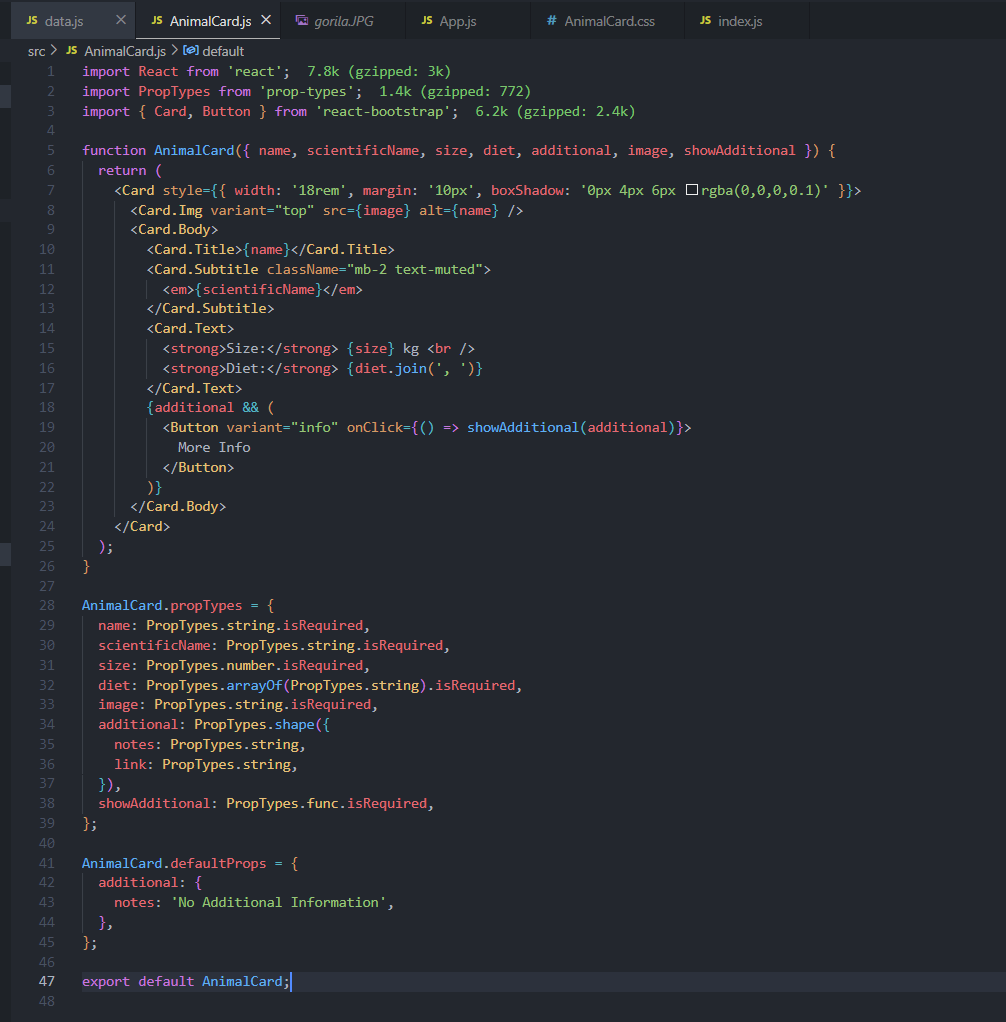 JS data.js × JS AnimalCard.js × gorila.JPG JS App.js # AnimalCard.css JS index.js
src > JS AnimalCard.js > default
1 import React from 'react'; 7.8k (gzipped: 3k)
2 import PropTypes from 'prop-types'; 1.4k (gzipped: 772)
3 import { Card, Button } from 'react-bootstrap'; 6.2k (gzipped: 2.4k)
4
5 function AnimalCard({ name, scientificName, size, diet, additional, image, showAdditional }) {
6   return (
7     <Card style={{ width: '18rem', margin: '10px', boxShadow: '0px 4px 6px rgba(0,0,0,0.1)' }}>
8       <Card.Img variant="top" src={image} alt={name} />
9       <Card.Body>
10         <Card.Title>{name}</Card.Title>
11         <Card.Subtitle className="mb-2 text-muted">
12           <em>{scientificName}</em>
13         </Card.Subtitle>
14         <Card.Text>
15           <strong>Size:</strong> {size} kg <br />
16           <strong>Diet:</strong> {diet.join(', ')}
17         </Card.Text>
18         {additional && (
19           <Button variant="info" onClick={() => showAdditional(additional)}>
20             More Info
21           </Button>
22         )}
23       </Card.Body>
24     </Card>
25   );
26 }
27
28 AnimalCard.propTypes = {
29   name: PropTypes.string.isRequired,
30   scientificName: PropTypes.string.isRequired,
31   size: PropTypes.number.isRequired,
32   diet: PropTypes.arrayOf(PropTypes.string).isRequired,
33   image: PropTypes.string.isRequired,
34   additional: PropTypes.shape({
35     notes: PropTypes.string,
36     link: PropTypes.string,
37   }),
38   showAdditional: PropTypes.func.isRequired,
39 };
40
41 AnimalCard.defaultProps = {
42   additional: {
43     notes: 'No Additional Information',
44   },
45 };
46
47 export default AnimalCard;
48